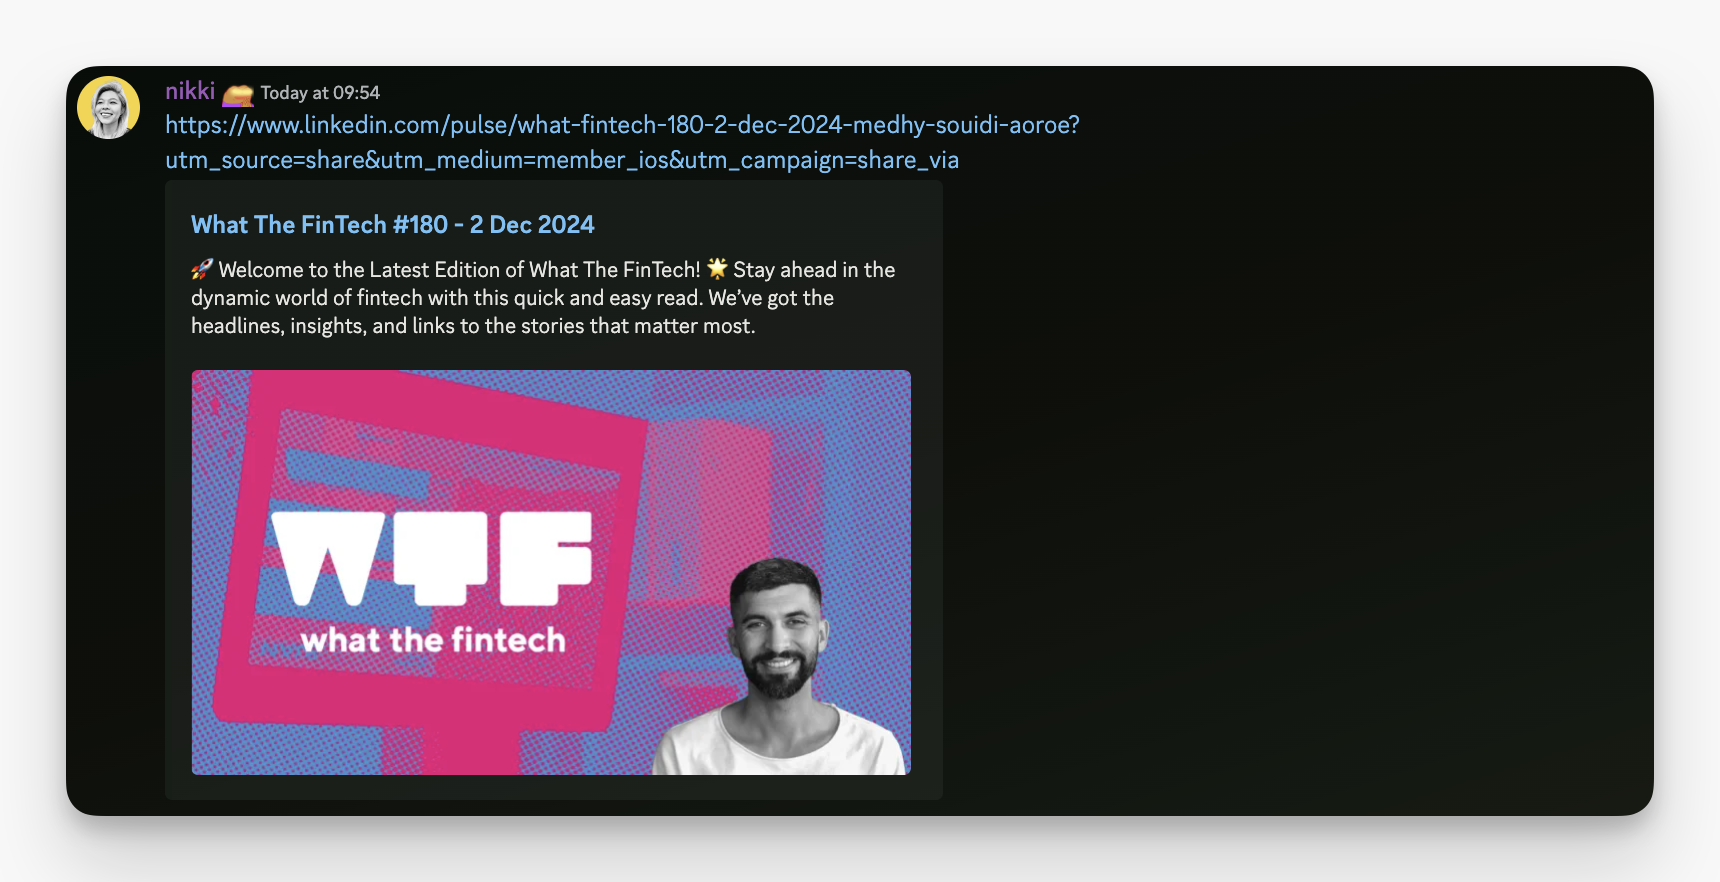 nikki Today at 09:54
https://www.linkedin.com/pulse/what-fintech-180-2-dec-2024-medhy-souidi-aoroe?
utm_source=share&utm_medium=member_ios&utm_campaign=share_via
What The FinTech #180 - 2 Dec 2024
🚀 Welcome to the Latest Edition of What The FinTech! 🌟 Stay ahead in the
dynamic world of fintech with this quick and easy read. We’ve got the
headlines, insights, and links to the stories that matter most.
WTF
what the fintech